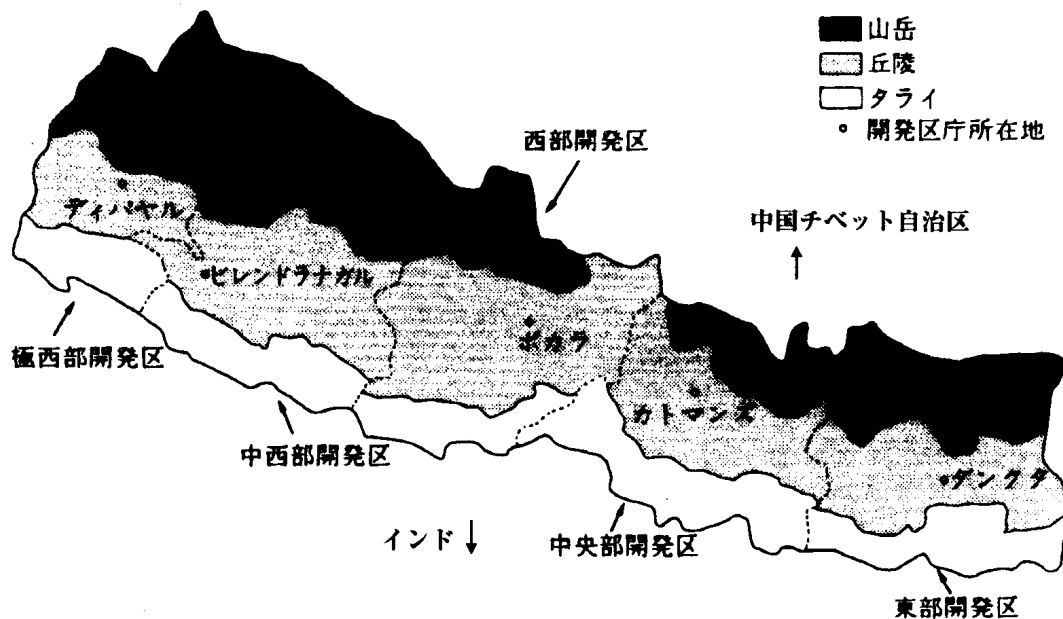 山岳
丘陵
タライ
開発区庁所在地
西部開発区
中国チベット自治区
ディパヤル
ビレンドラナガル
ポカラ
極西部開発区
カトマンズ
中西部開発区
ダンクタ
インド
中央部開発区
東部開発区